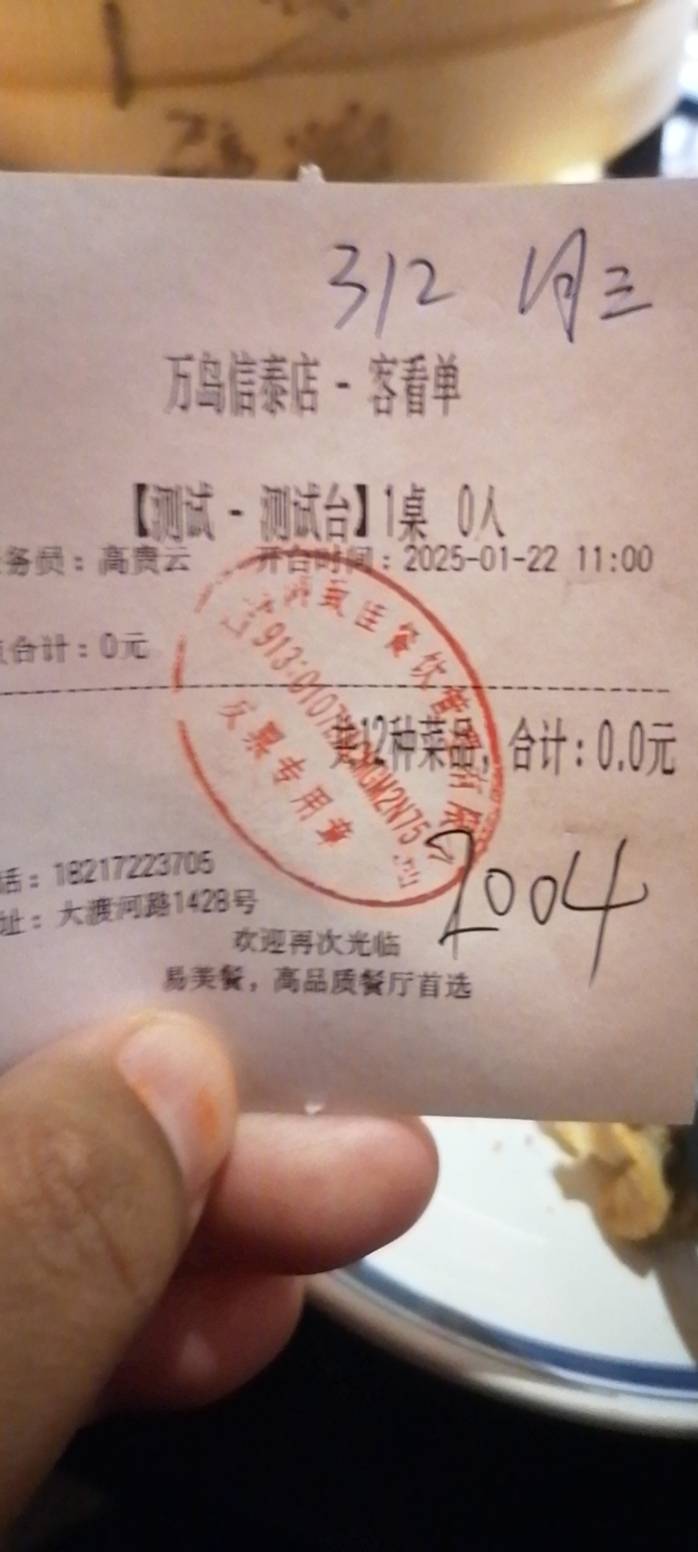 312 月三
万岛信泰店 - 客看单
【测试 - 测试台】1桌 0人
务员：高贵云 开台时间：2025-01-22 11:00
合计：0元
共12种菜品，合计：0.0元
发票专用章
2004
话：18217223705
址：大渡河路1428号
欢迎再次光临
易美餐，高品质餐厅首选